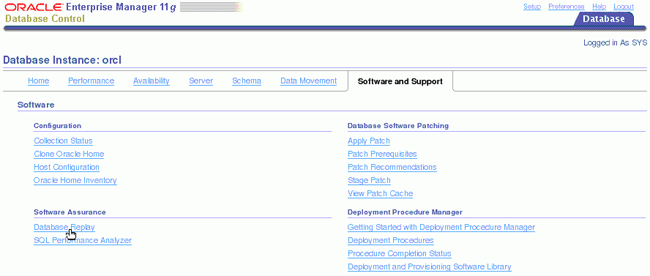 ORACLE Enterprise Manager 11g
Database Control
Setup Preferences Help Logout
Database
Logged in As SYS
Database Instance: orcl
Home Performance Availability Server Schema Data Movement Software and Support
Software
Configuration
Collection Status
Clone Oracle Home
Host Configuration
Oracle Home Inventory
Database Software Patching
Apply Patch
Patch Prerequisites
Patch Recommendations
Stage Patch
View Patch Cache
Software Assurance
Database Replay
SQL Performance Analyzer
Deployment Procedure Manager
Getting Started with Deployment Procedure Manager
Deployment Procedures
Procedure Completion Status
Deployment and Provisioning Software Library